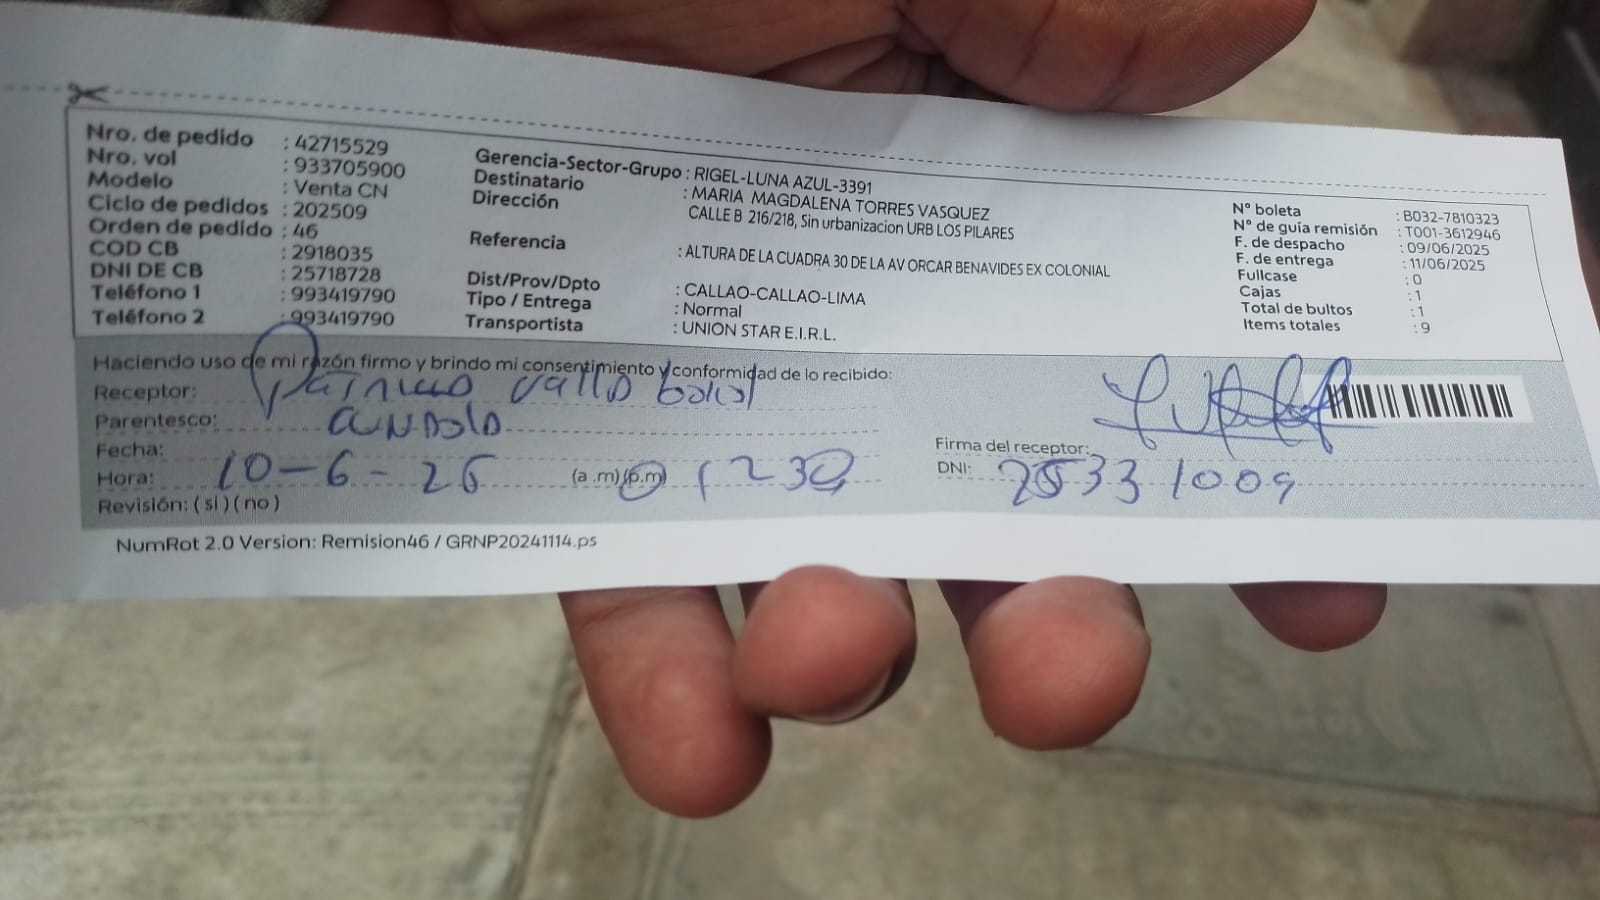 Nro. de pedido : 42715529
Nro. vol : 933705900
Modelo : Venta CN
Ciclo de pedidos : 202509
Orden de pedido : 46
COD CB : 2918035
DNI DE CB : 25718728
Teléfono 1 : 993419790
Teléfono 2 : 993419790
Gerencia-Sector-Grupo : RIGEL-LUNA AZUL-3391
Destinatario : MARIA MAGDALENA TORRES VASQUEZ
Dirección CALLE B 216/218, Sin urbanizacion URB LOS PILARES
Referencia : ALTURA DE LA CUADRA 30 DE LA AV ORCAR BENAVIDES EX COLONIAL
Dist/Prov/Dpto : CALLAO-CALLAO-LIMA
Tipo / Entrega : Normal
Transportista : UNION STAR E.I.R.L.
N° boleta : B032-7810323
N° de guía remisión : T001-3612946
F. de despacho : 09/06/2025
F. de entrega : 11/06/2025
Fullcase : 0
Cajas : 1
Total de bultos : 1
Items totales : 9
Haciendo uso de mi razón firmo y brindo mi consentimiento y conformidad de lo recibido:
Receptor:
Parentesco:
Fecha:
Hora: 10-6-25 (a .m)(p.m) 1230
Revisión: ( si ) ( no )
Firma del receptor:
DNI: 25331009
NumRot 2.0 Version: Remision46 / GRNP20241114.ps